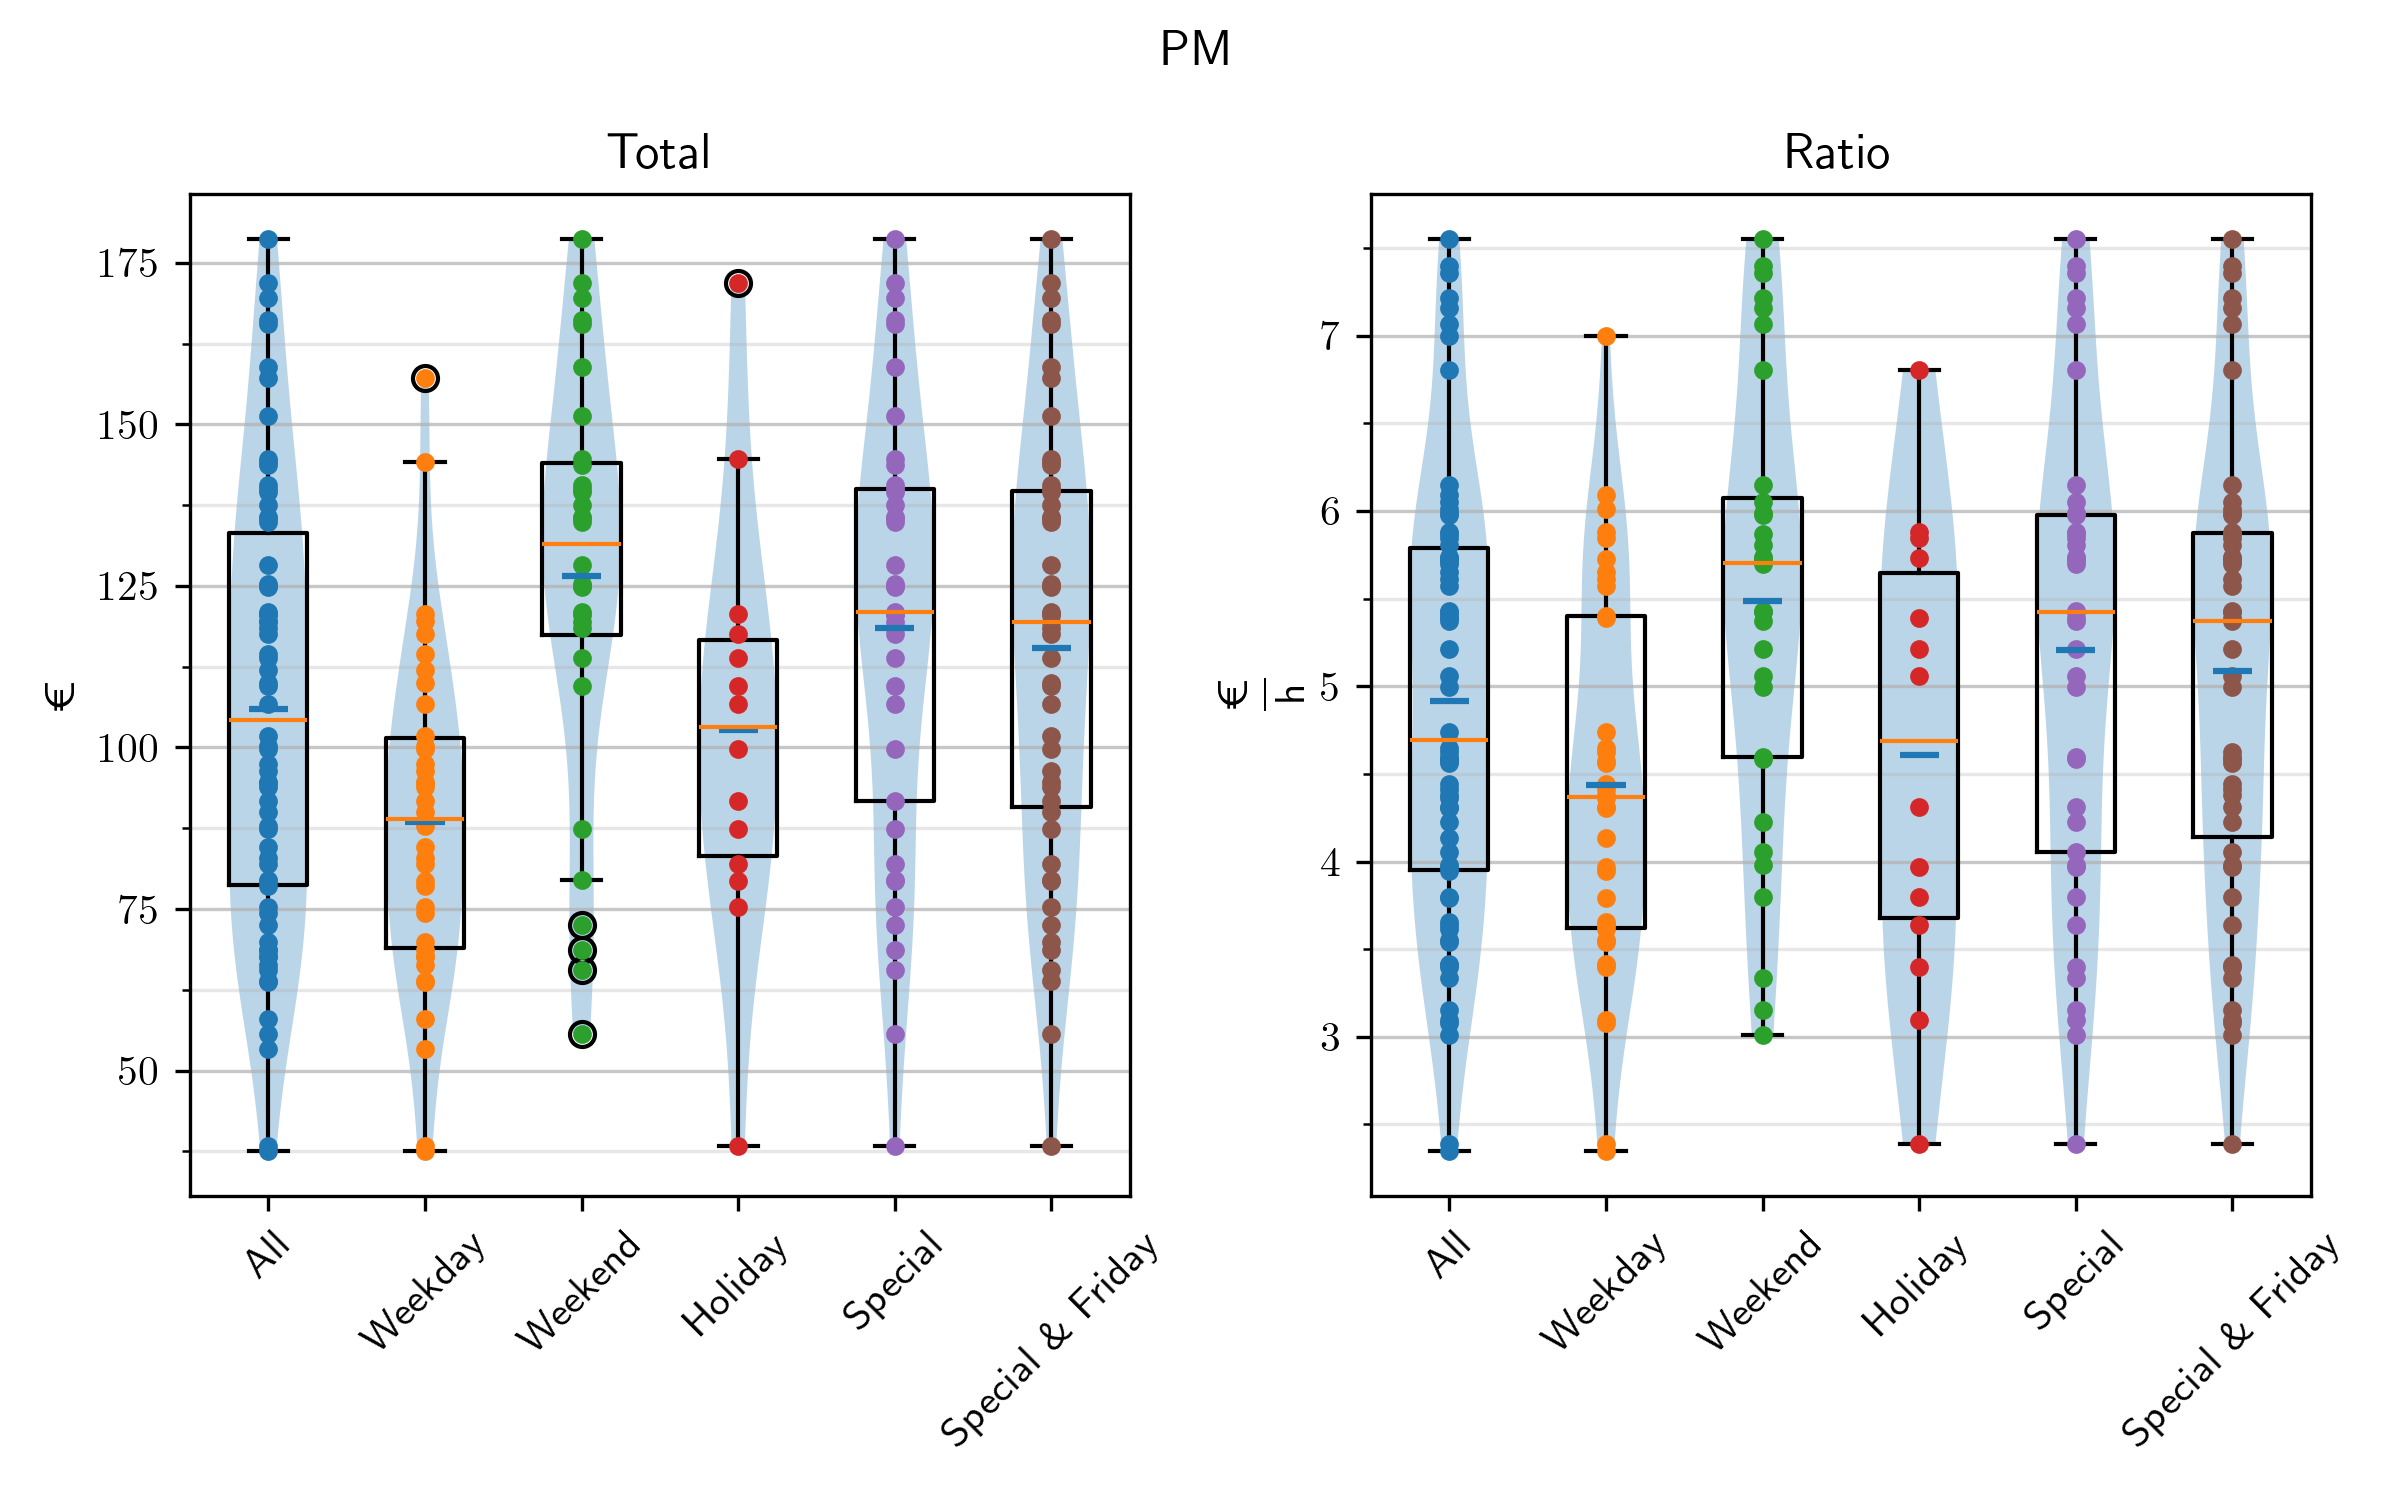 PM
Total
€
175
150
125
100
75
50
All
Weekday
Weekend
Holiday
Special
Special & Friday
Ratio
€
h
7
6
5
4
3
All
Weekday
Weekend
Holiday
Special
Special & Friday